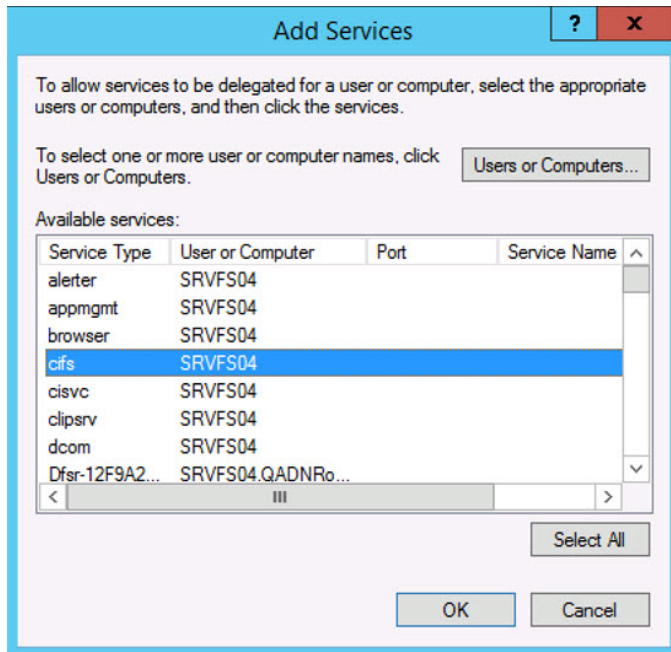 Add Services
?
x
To allow services to be delegated for a user or computer, select the appropriate
users or computers, and then click the services.
To select one or more user or computer names, click
Users or Computers.
Users or Computers...
Available services:
Service Type User or Computer Port Service Name
alerter SRVFS04
appmgmt SRVFS04
browser SRVFS04
cifs SRVFS04
cisvc SRVFS04
clipsrv SRVFS04
dcom SRVFS04
Dfsr-12F9A2... SRVFS04.QADNRo...
Select All
OK Cancel